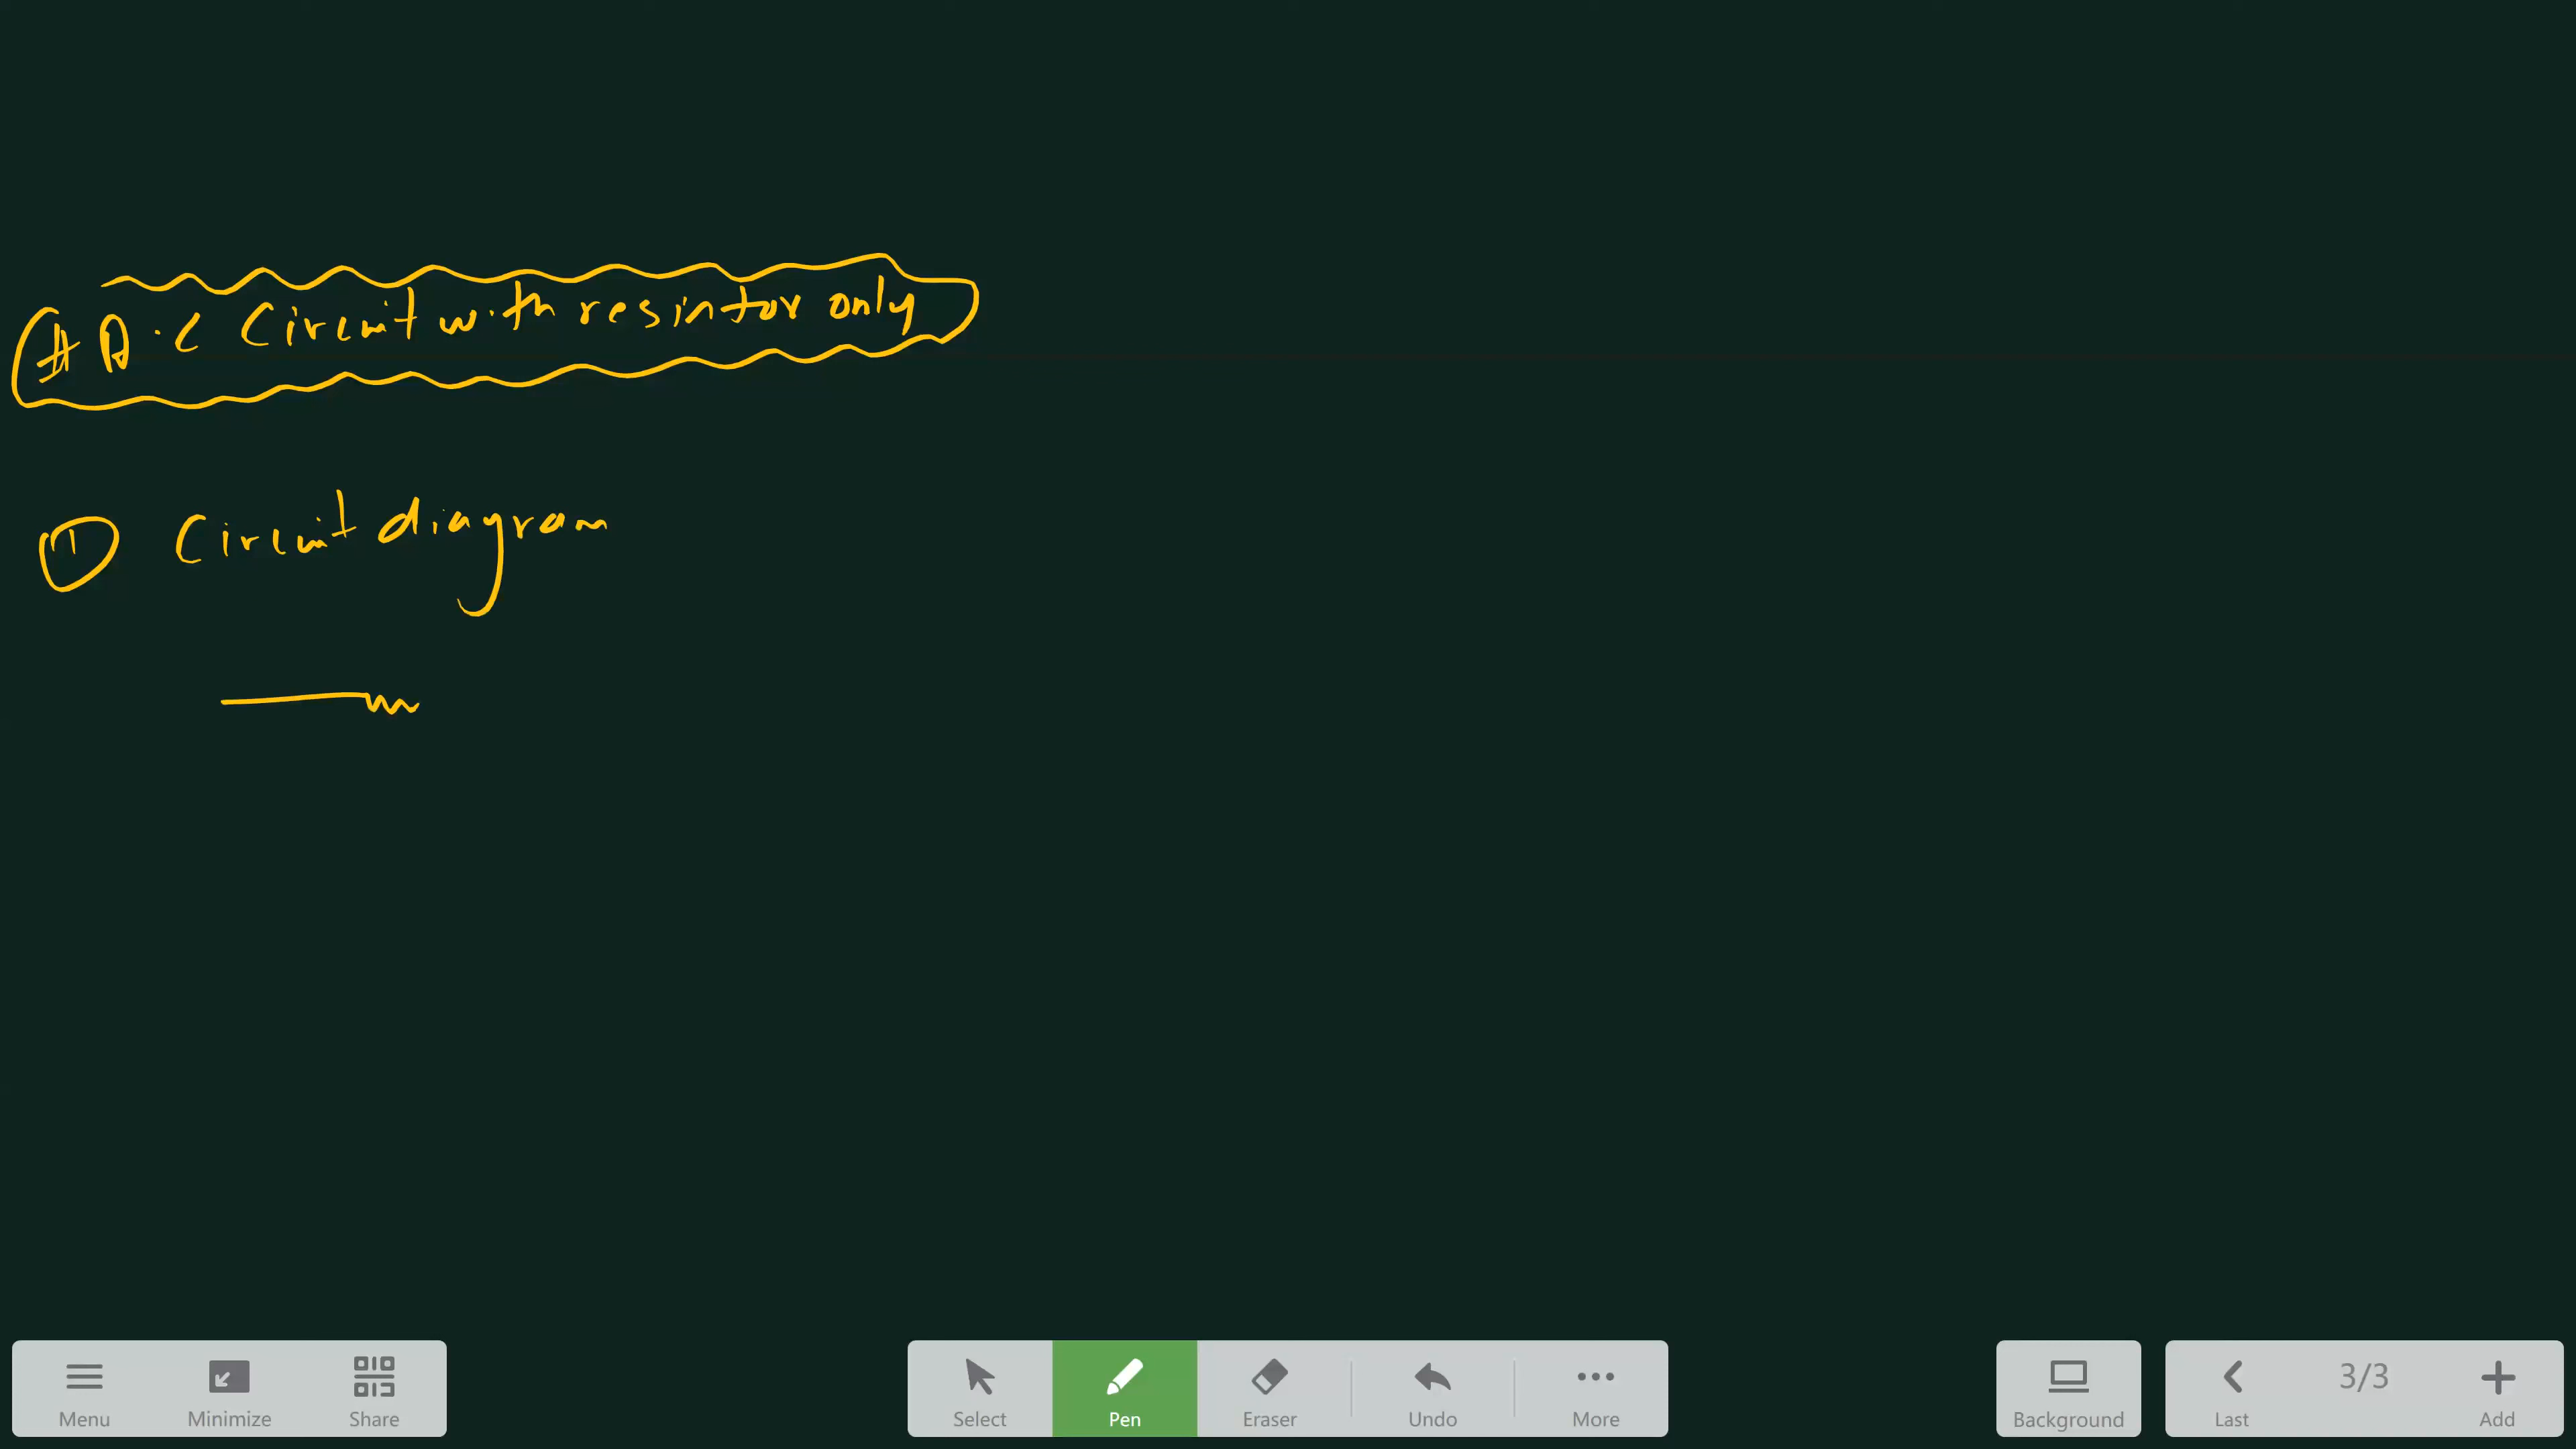 # A.C Circuit with resistor only
① Circuit diagram
Menu
Minimize
Share
Select
Pen
Eraser
Undo
More
Background
Last
3/3
Add